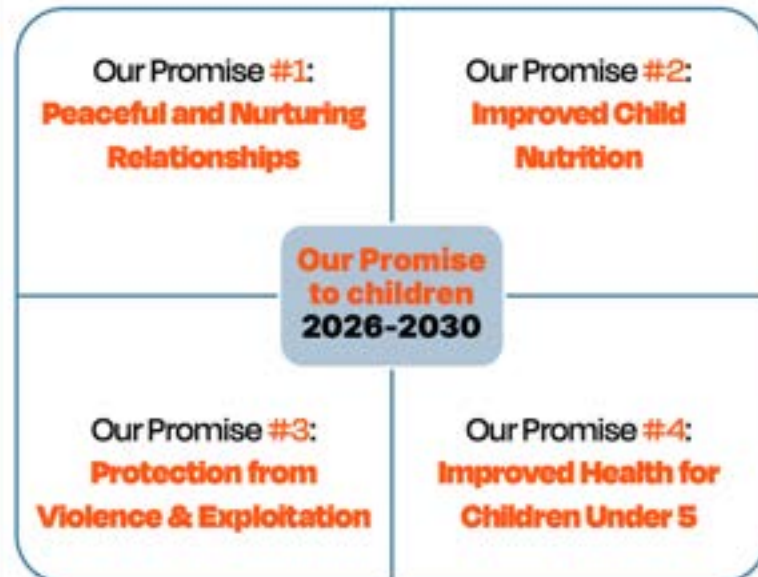 Our Promise #1:
Peaceful and Nurturing
Relationships
Our Promise #2:
Improved Child
Nutrition
Our Promise
to children
2026-2030
Our Promise #3:
Protection from
Violence & Exploitation
Our Promise #4:
Improved Health for
Children Under 5